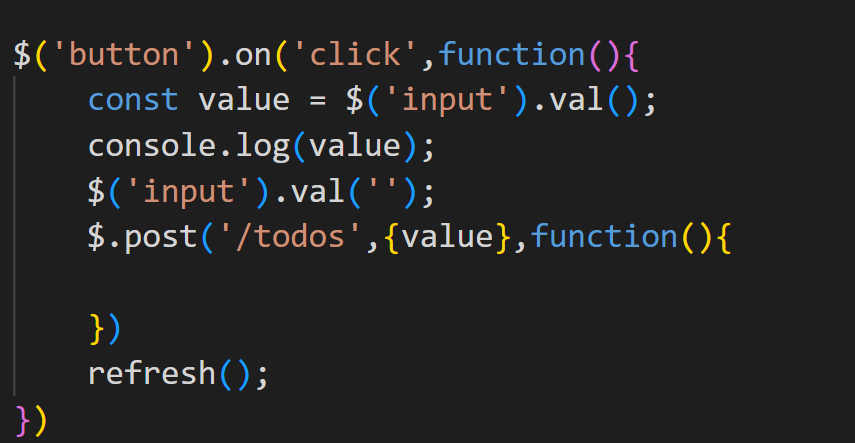 $('button').on('click',function(){
    const value = $('input').val();
    console.log(value);
    $('input').val('');
    $.post('/todos',{value},function(){
    })
    refresh();
})